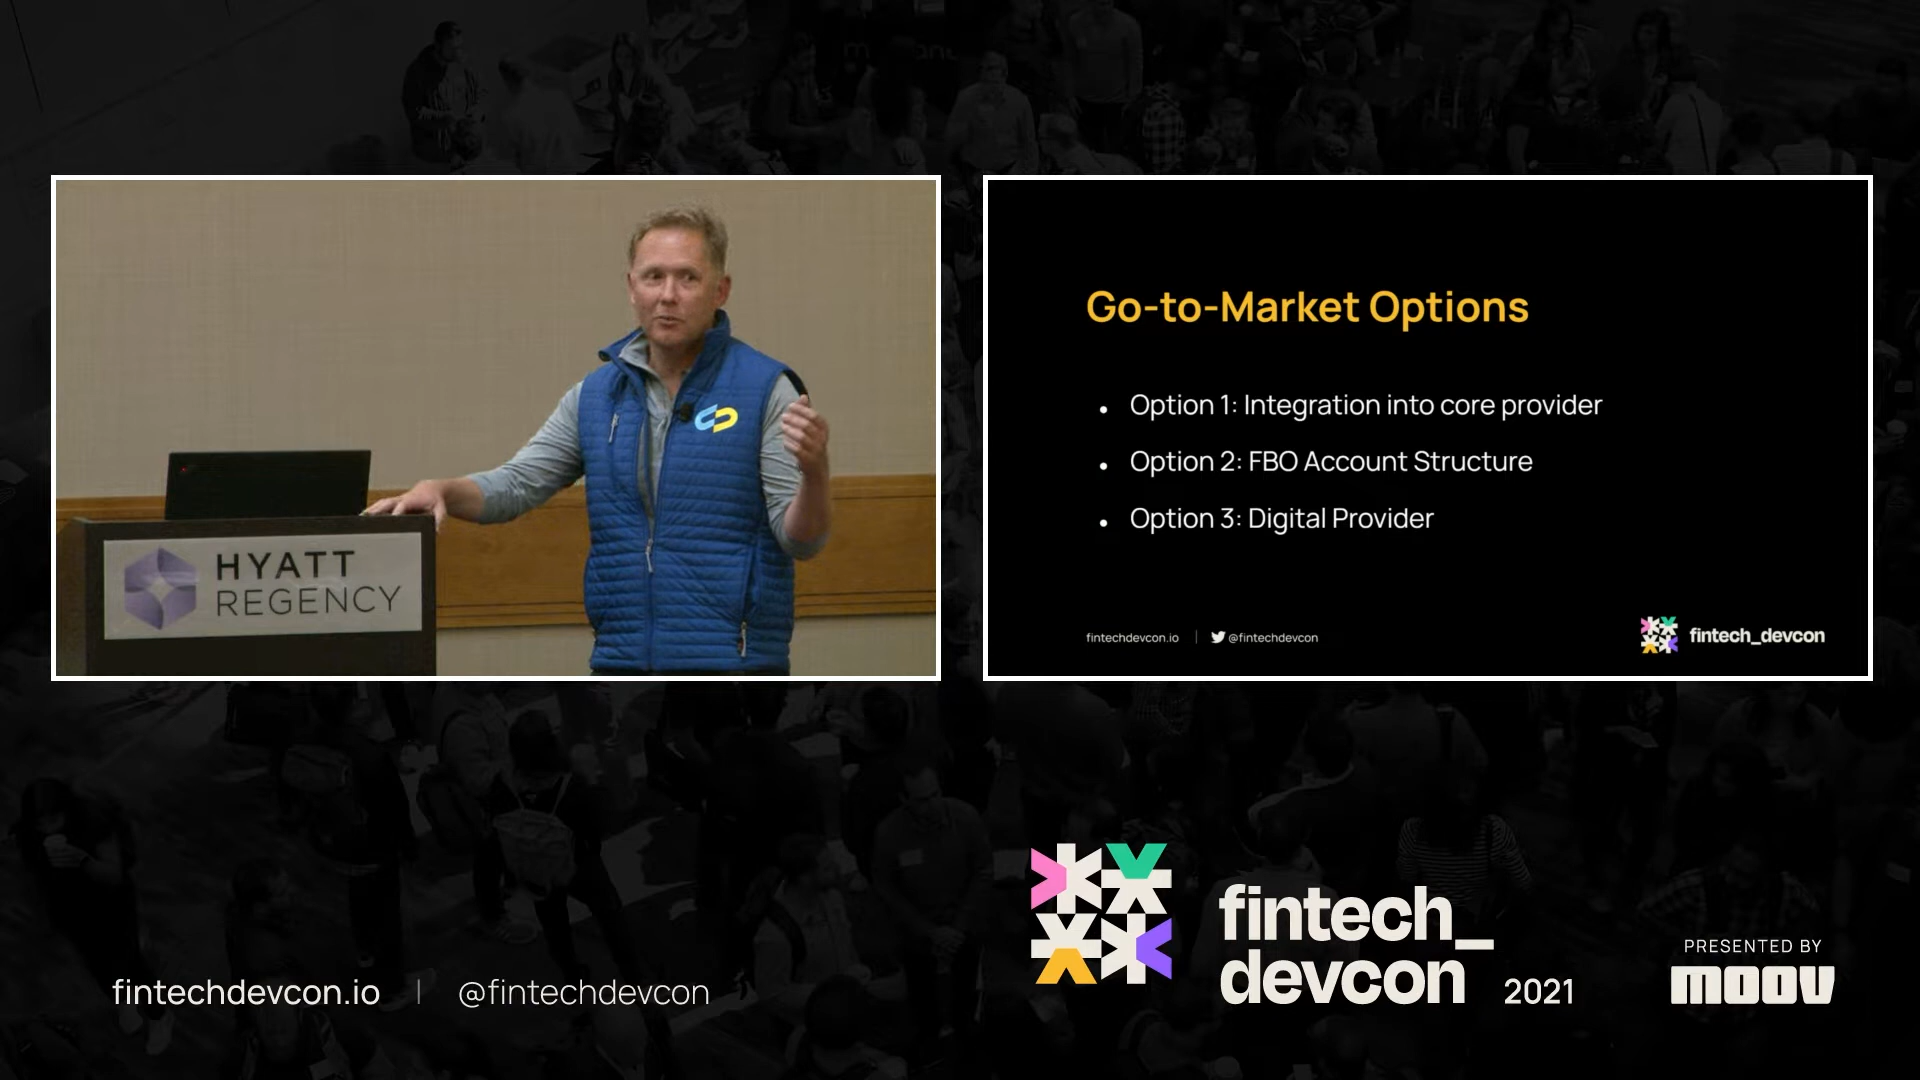 HYATT
REGENCY
Go-to-Market Options
• Option 1: Integration into core provider
• Option 2: FBO Account Structure
• Option 3: Digital Provider
fintechdevcon.io | @fintechdevcon
fintech_devcon
fintechdevcon.io | @fintechdevcon
fintech_
devcon 2021
PRESENTED BY
moov